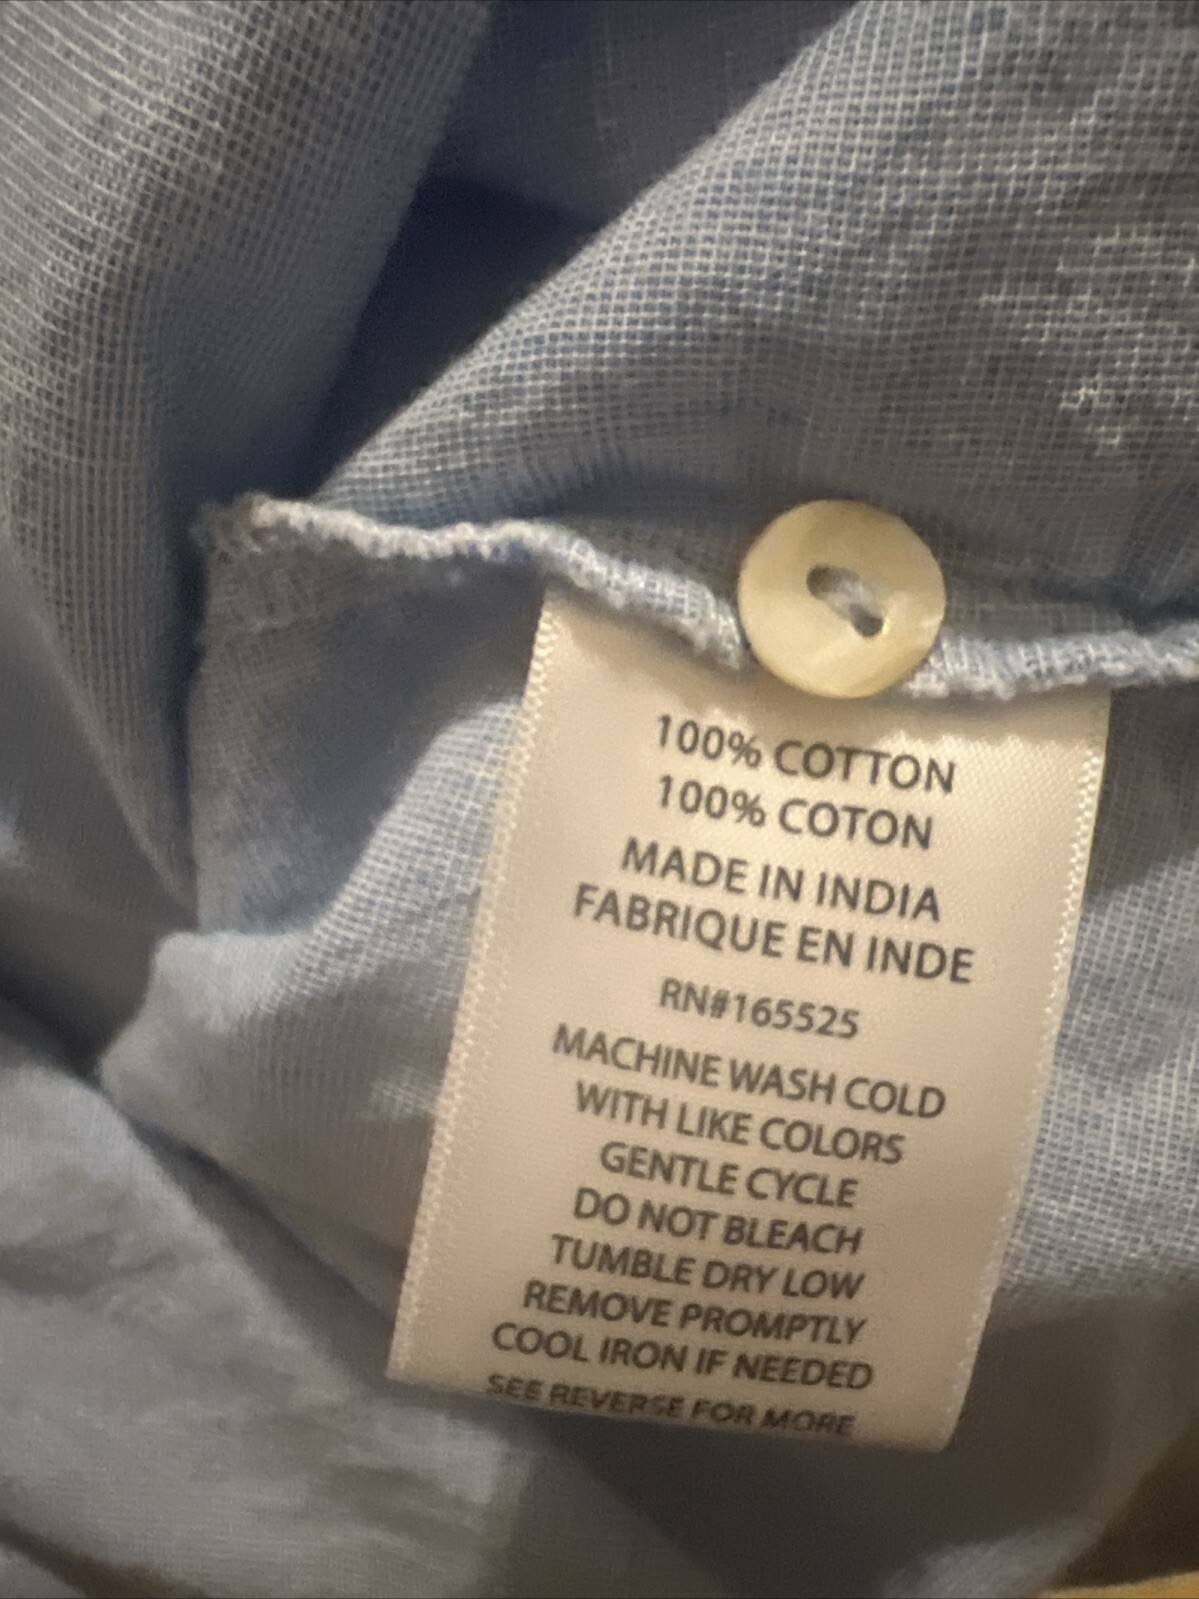 100% COTTON
100% COTON
MADE IN INDIA
FABRIQUE EN INDE
RN#165525
MACHINE WASH COLD
WITH LIKE COLORS
GENTLE CYCLE
DO NOT BLEACH
TUMBLE DRY LOW
REMOVE PROMPTLY
COOL IRON IF NEEDED
SEE REVERSE FOR MORE